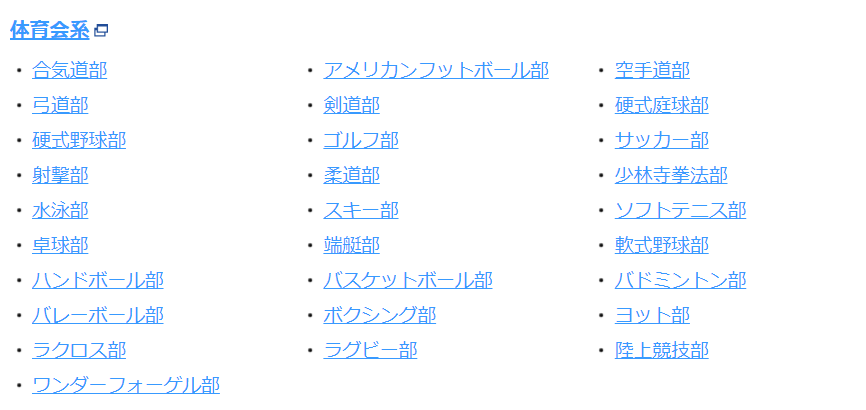 体育会系
・合気道部 ・アメリカンフットボール部 ・空手道部
・弓道部 ・剣道部 ・硬式庭球部
・硬式野球部 ・ゴルフ部 ・サッカー部
・射撃部 ・柔道部 ・少林寺拳法部
・水泳部 ・スキー部 ・ソフトテニス部
・卓球部 ・端艇部 ・軟式野球部
・ハンドボール部 ・バスケットボール部 ・バドミントン部
・バレーボール部 ・ボクシング部 ・ヨット部
・ラクロス部 ・ラグビー部 ・陸上競技部
・ワンダーフォーゲル部